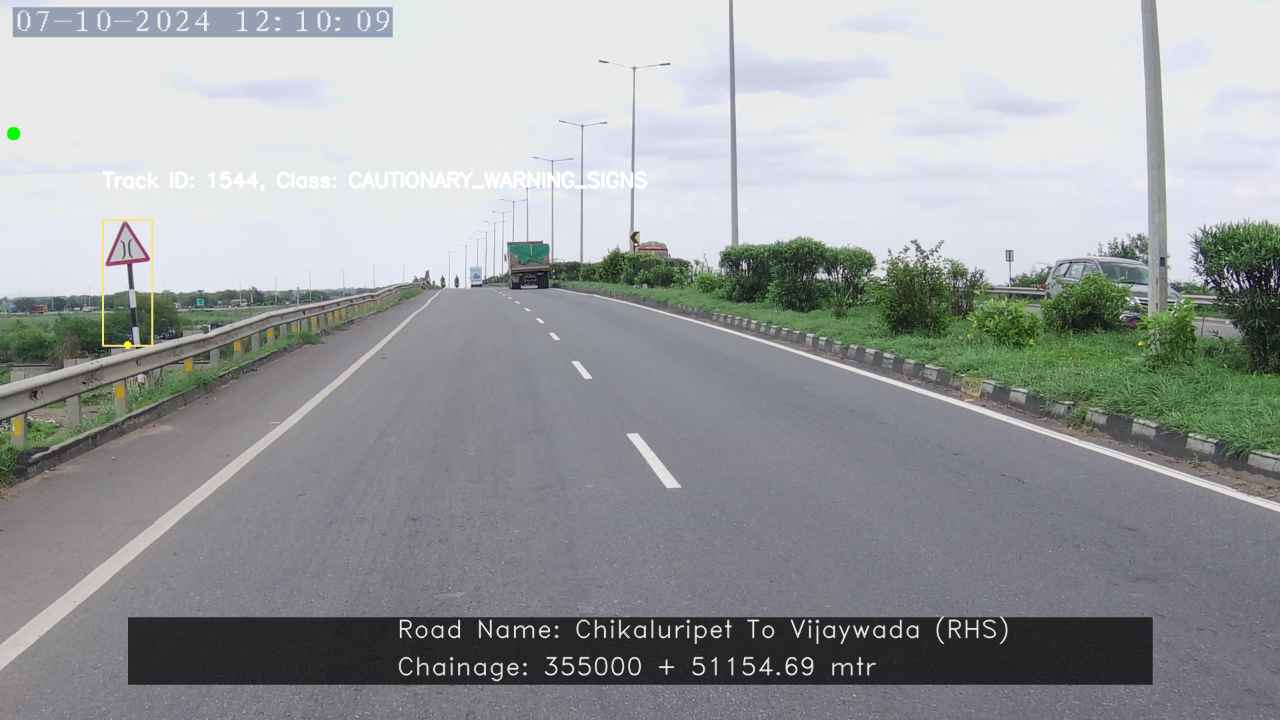 07-10-2024 12:10:09
Track ID: 1544, Class: CAUTIONARY_WARNING_SIGNS
Road Name: Chikaluripet To Vijaywada (RHS)
Chainage: 355000 + 51154.69 mtr